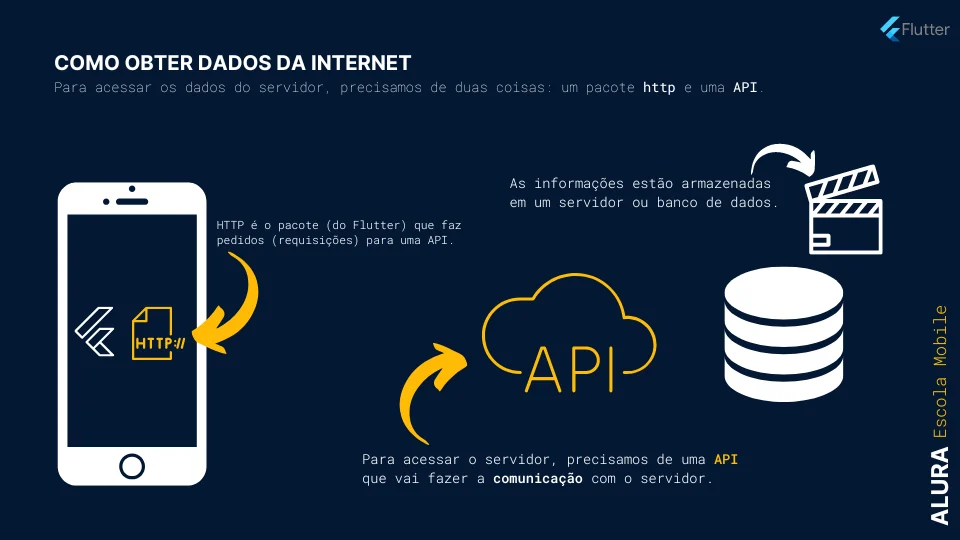 Flutter
COMO OBTER DADOS DA INTERNET
Para acessar os dados do servidor, precisamos de duas coisas: um pacote http e uma API.
As informações estão armazenadas
em um servidor ou banco de dados.
HTTP é o pacote (do Flutter) que faz
pedidos (requisições) para uma API.
HTTP://
API
Para acessar o servidor, precisamos de uma API
que vai fazer a comunicação com o servidor.
ALURA Escola Mobile